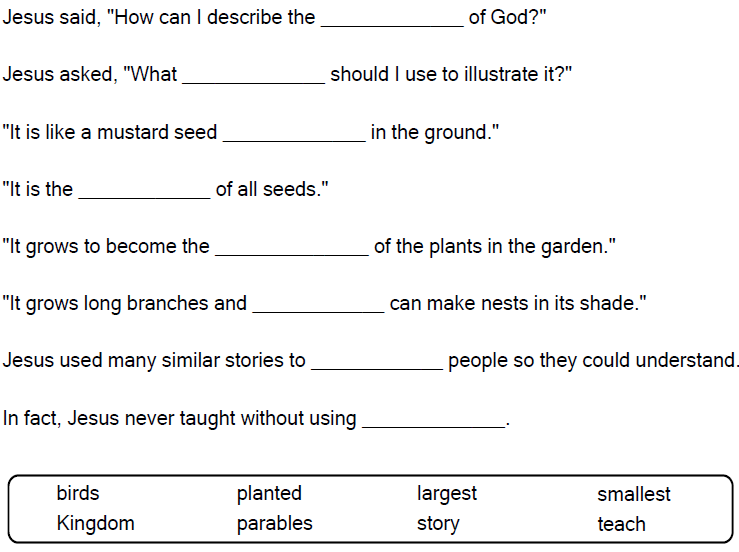 Jesus said, "How can I describe the _____________ of God?"
Jesus asked, "What _____________ should I use to illustrate it?"
"It is like a mustard seed _____________ in the ground."
"It is the ____________ of all seeds."
"It grows to become the ______________ of the plants in the garden."
"It grows long branches and ____________ can make nests in its shade."
Jesus used many similar stories to ____________ people so they could understand.
In fact, Jesus never taught without using _____________.
birds planted largest smallest
Kingdom parables story teach